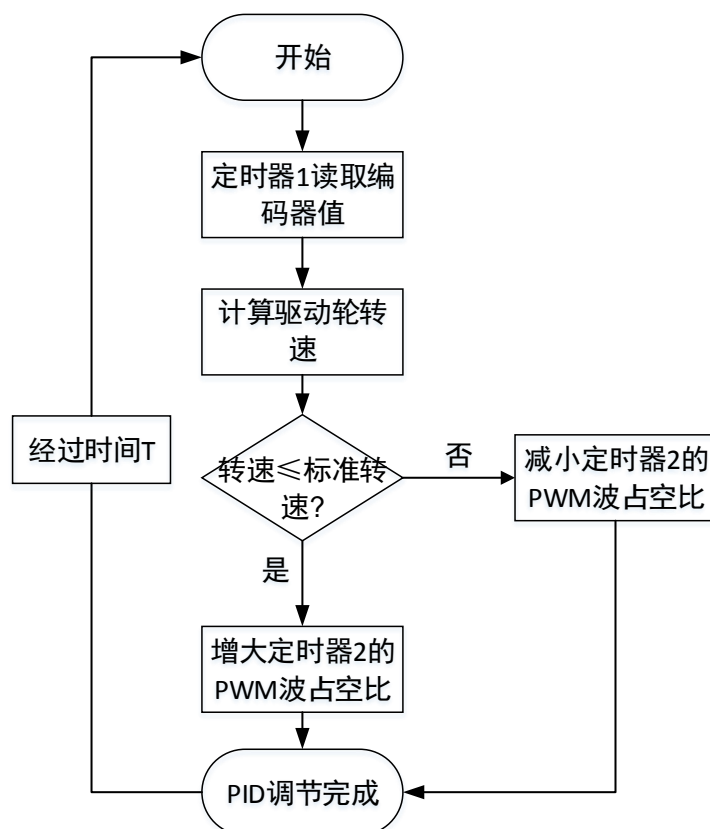 开始
定时器1读取编
码器值
计算驱动轮转
速
经过时间T
转速≤标准转
速?
否
减小定时器2的
PWM波占空比
是
增大定时器2的
PWM波占空比
PID调节完成